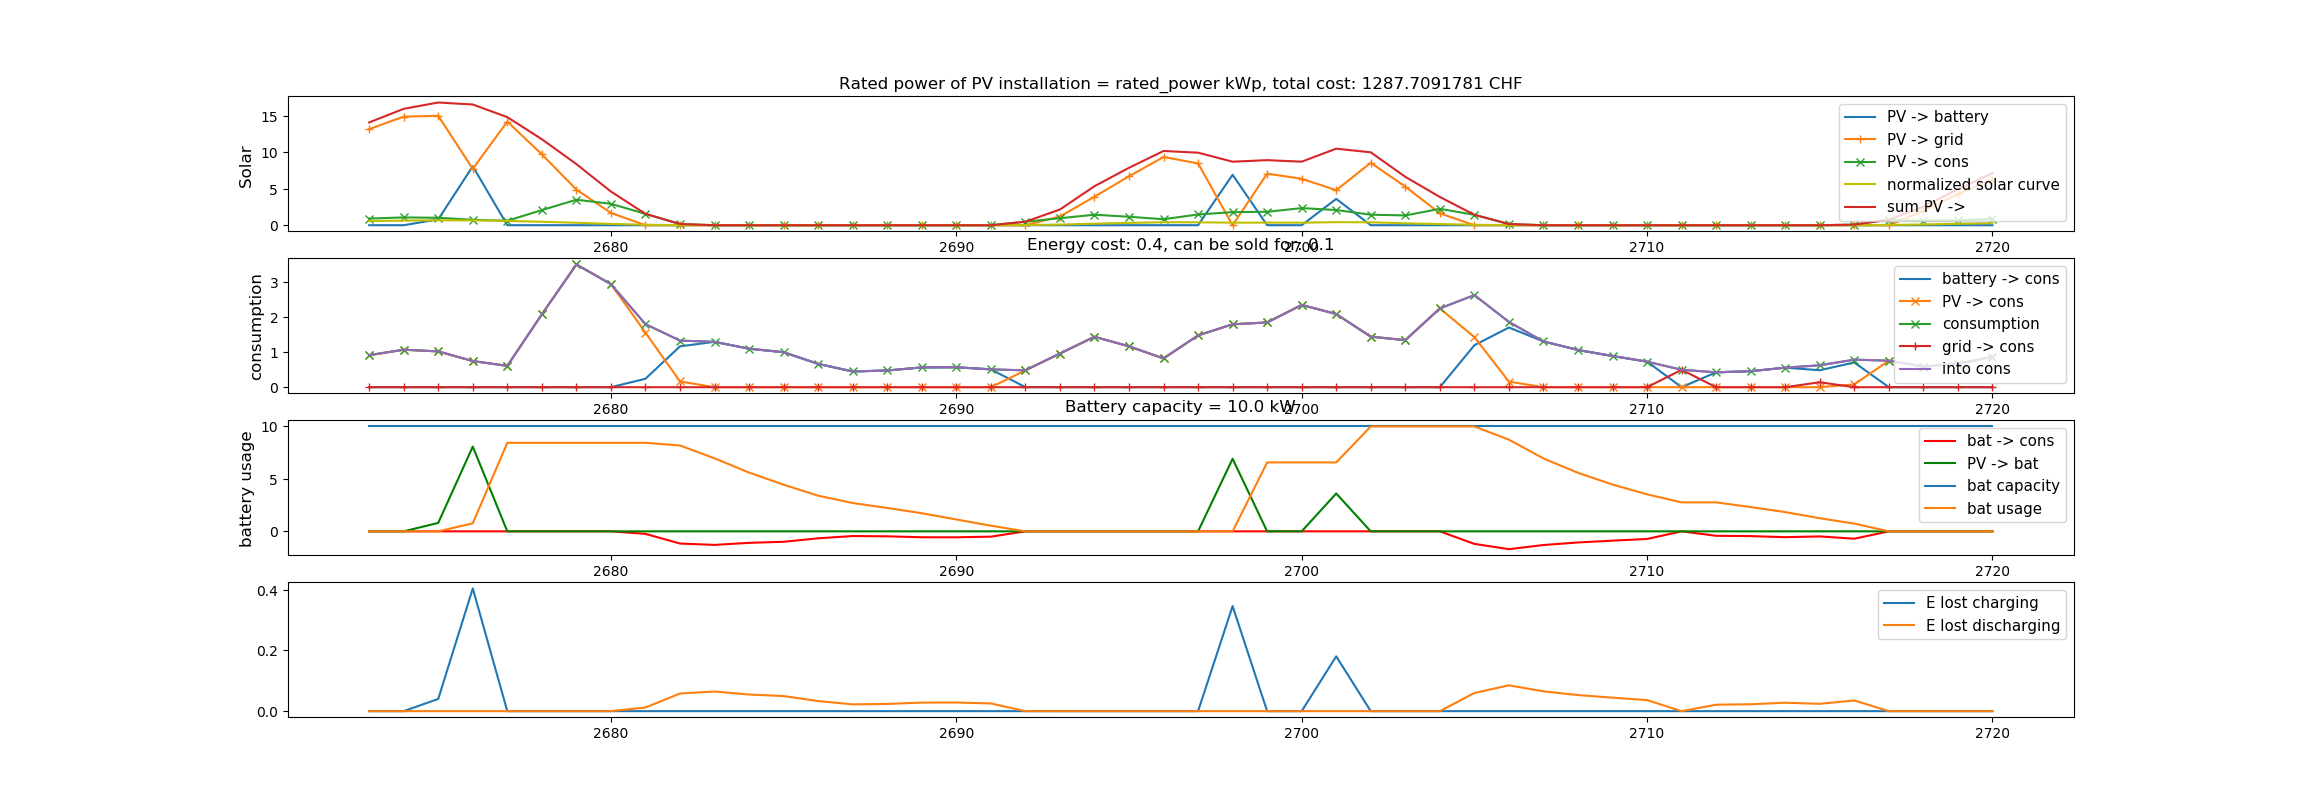 Rated power of PV installation = rated_power kWp, total cost: 1287.7091781 CHF
Solar
15
10
5
0
PV -> battery
PV -> grid
PV -> cons
normalized solar curve
sum PV ->
2680 2690 2700 2710 2720
Energy cost: 0.4, can be sold for: 0.1
consumption
3
2
1
0
battery -> cons
PV -> cons
consumption
grid -> cons
into cons
2680 2690 2700 2710 2720
Battery capacity = 10.0 kW
battery usage
10
5
0
bat -> cons
PV -> bat
bat capacity
bat usage
2680 2690 2700 2710 2720
0.4
0.2
0.0
E lost charging
E lost discharging
2680 2690 2700 2710 2720